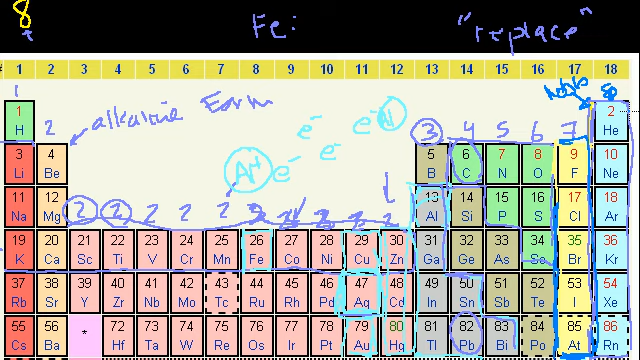 8 Fe: "replace"
1 2 3 4 5 6 7 8 9 10 11 12 13 14 15 16 17 18
1 Noble
1 H 2 alkaline Earth e⁻ e⁻ N 3 4 5 6 7 2 He
3 Li 4 Be Ar e⁻ e⁻ 5 B 6 C 7 N 8 O 9 F 10 Ne
11 Na 12 Mg 2 2 2 2 2 2 13 Al 14 Si 15 P 16 S 17 Cl 18 Ar
19 K 20 Ca 21 Sc 22 Ti 23 V 24 Cr 25 Mn 26 Fe 27 Co 28 Ni 29 Cu 30 Zn 31 Ga 32 Ge 33 As 34 Se 35 Br 36 Kr
37 Rb 38 Sr 39 Y 40 Zr 41 Nb 42 Mo 43 Tc 44 Ru 45 Rh 46 Pd 47 Ag 48 Cd 49 In 50 Sn 51 Sb 52 Te 53 I 54 Xe
55 Cs 56 Ba * 72 Hf 73 Ta 74 W 75 Re 76 Os 77 Ir 78 Pt 79 Au 80 Hg 81 Tl 82 Pb 83 Bi 84 Po 85 At 86 Rn